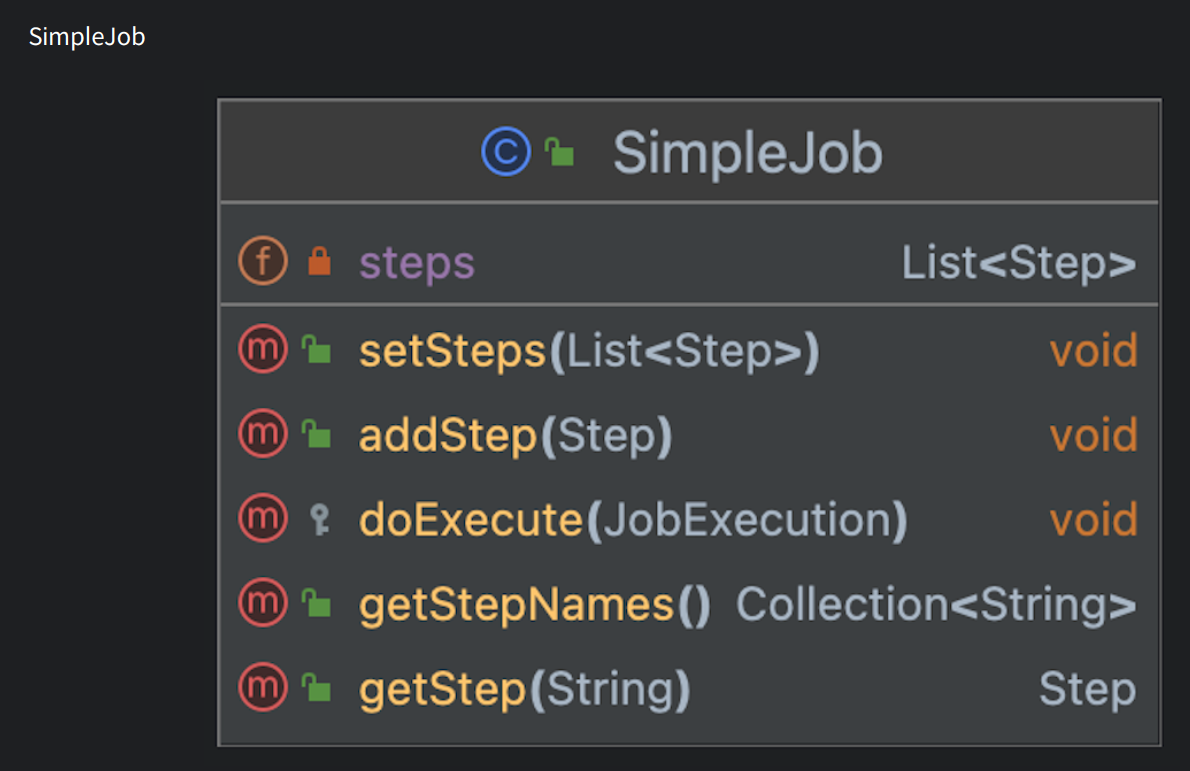 SimpleJob
C SimpleJob
f steps List<Step>
m setSteps(List<Step>) void
m addStep(Step) void
m doExecute(JobExecution) void
m getStepNames() Collection<String>
m getStep(String) Step